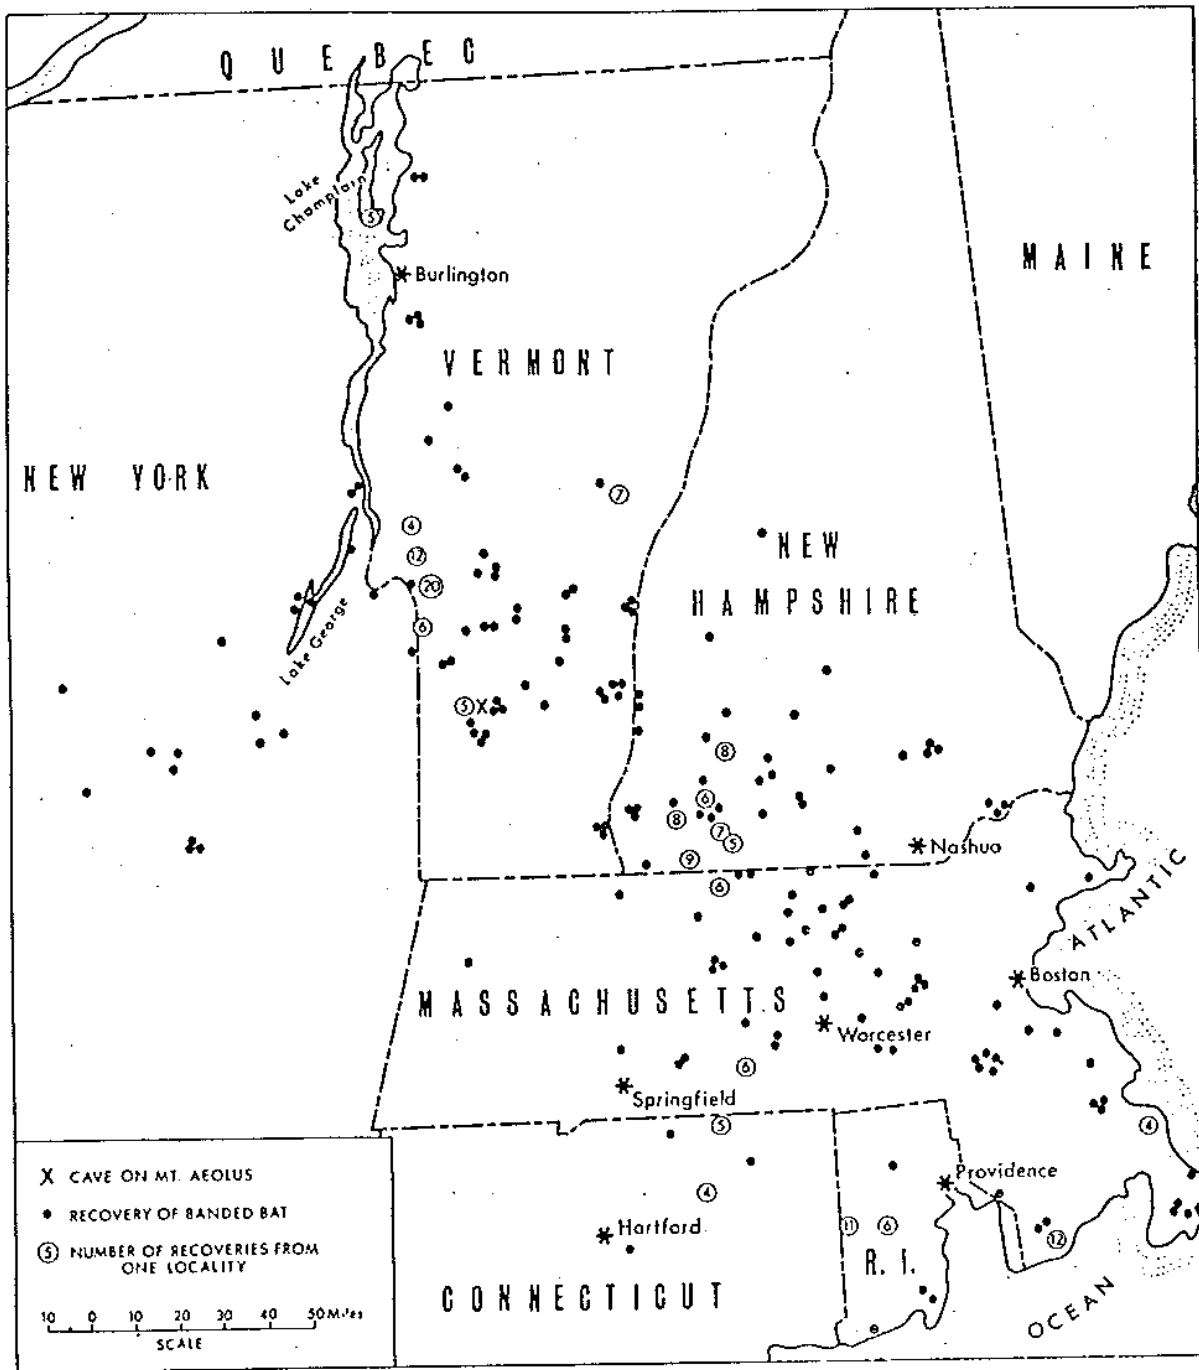 QUEBEC
Lake
Champlain
5
Burlington
MAINE
VERMONT
NEW YORK
7
4
12
20
6
NEW
HAMPSHIRE
Lake George
5 X
8
6
8
7
5
9
Nashua
6
ATLANTIC
Boston
MASSACHUSETTS
Worcester
6
Springfield
5
4
Providence
4
Hartford
11
6
12
R. I.
CONNECTICUT
OCEAN
X CAVE ON MT. AEOLUS
RECOVERY OF BANDED BAT
5 NUMBER OF RECOVERIES FROM
ONE LOCALITY
10 0 10 20 30 40 50 Miles
SCALE